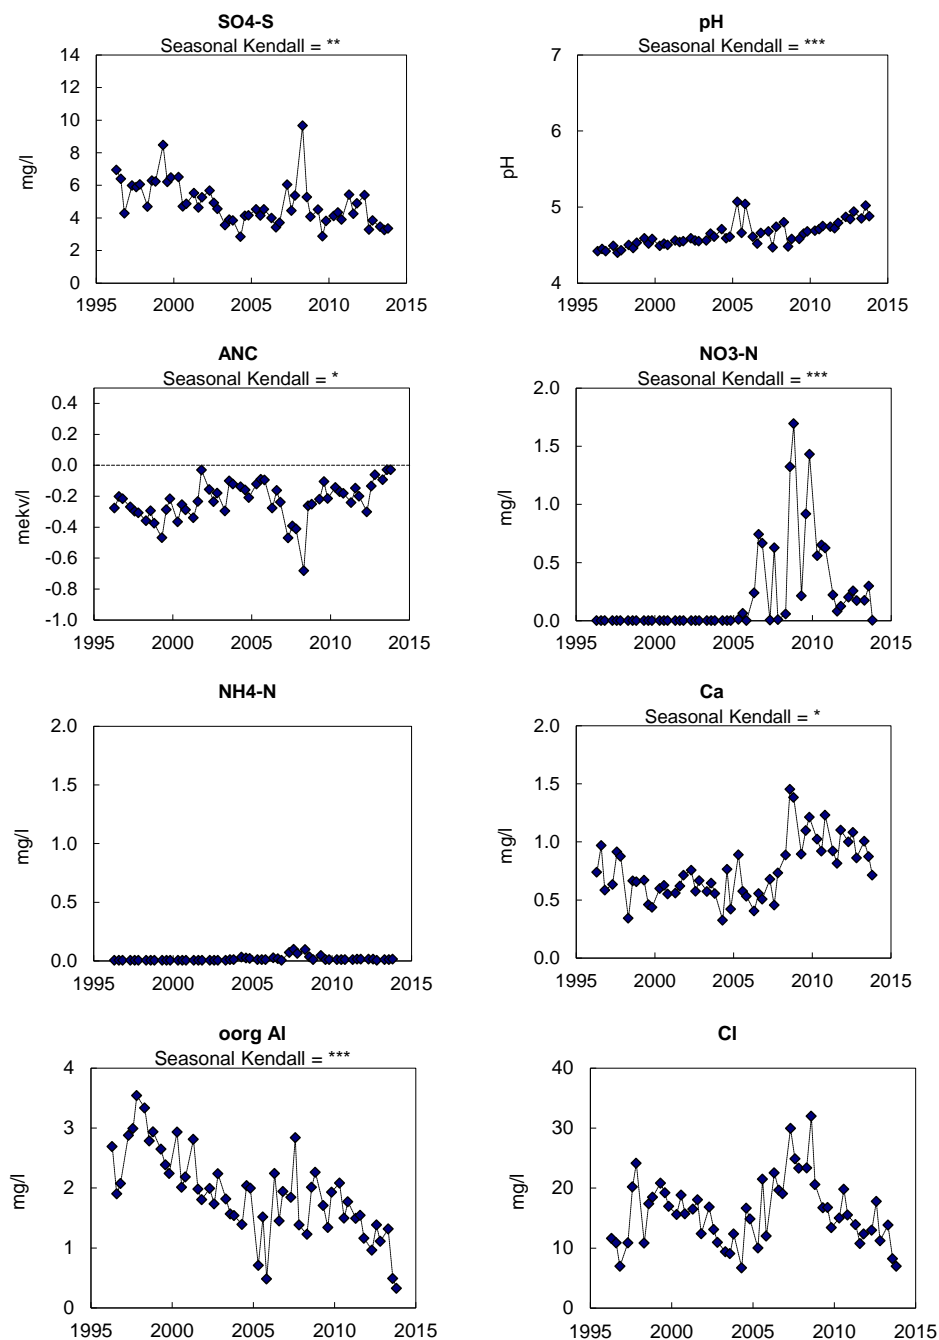 SO4-S
Seasonal Kendall = **
14
12
10
8
6
4
2
0
mg/l
1995 2000 2005 2010 2015
pH
Seasonal Kendall = ***
7
6
5
4
pH
1995 2000 2005 2010 2015
ANC
Seasonal Kendall = *
0.4
0.2
0.0
-0.2
-0.4
-0.6
-0.8
-1.0
mekv/l
1995 2000 2005 2010 2015
NO3-N
Seasonal Kendall = ***
2.0
1.5
1.0
0.5
0.0
mg/l
1995 2000 2005 2010 2015
NH4-N
2.0
1.5
1.0
0.5
0.0
mg/l
1995 2000 2005 2010 2015
Ca
Seasonal Kendall = *
2.0
1.5
1.0
0.5
0.0
mg/l
1995 2000 2005 2010 2015
oorg Al
Seasonal Kendall = ***
4
3
2
1
0
mg/l
1995 2000 2005 2010 2015
Cl
40
30
20
10
0
mg/l
1995 2000 2005 2010 2015